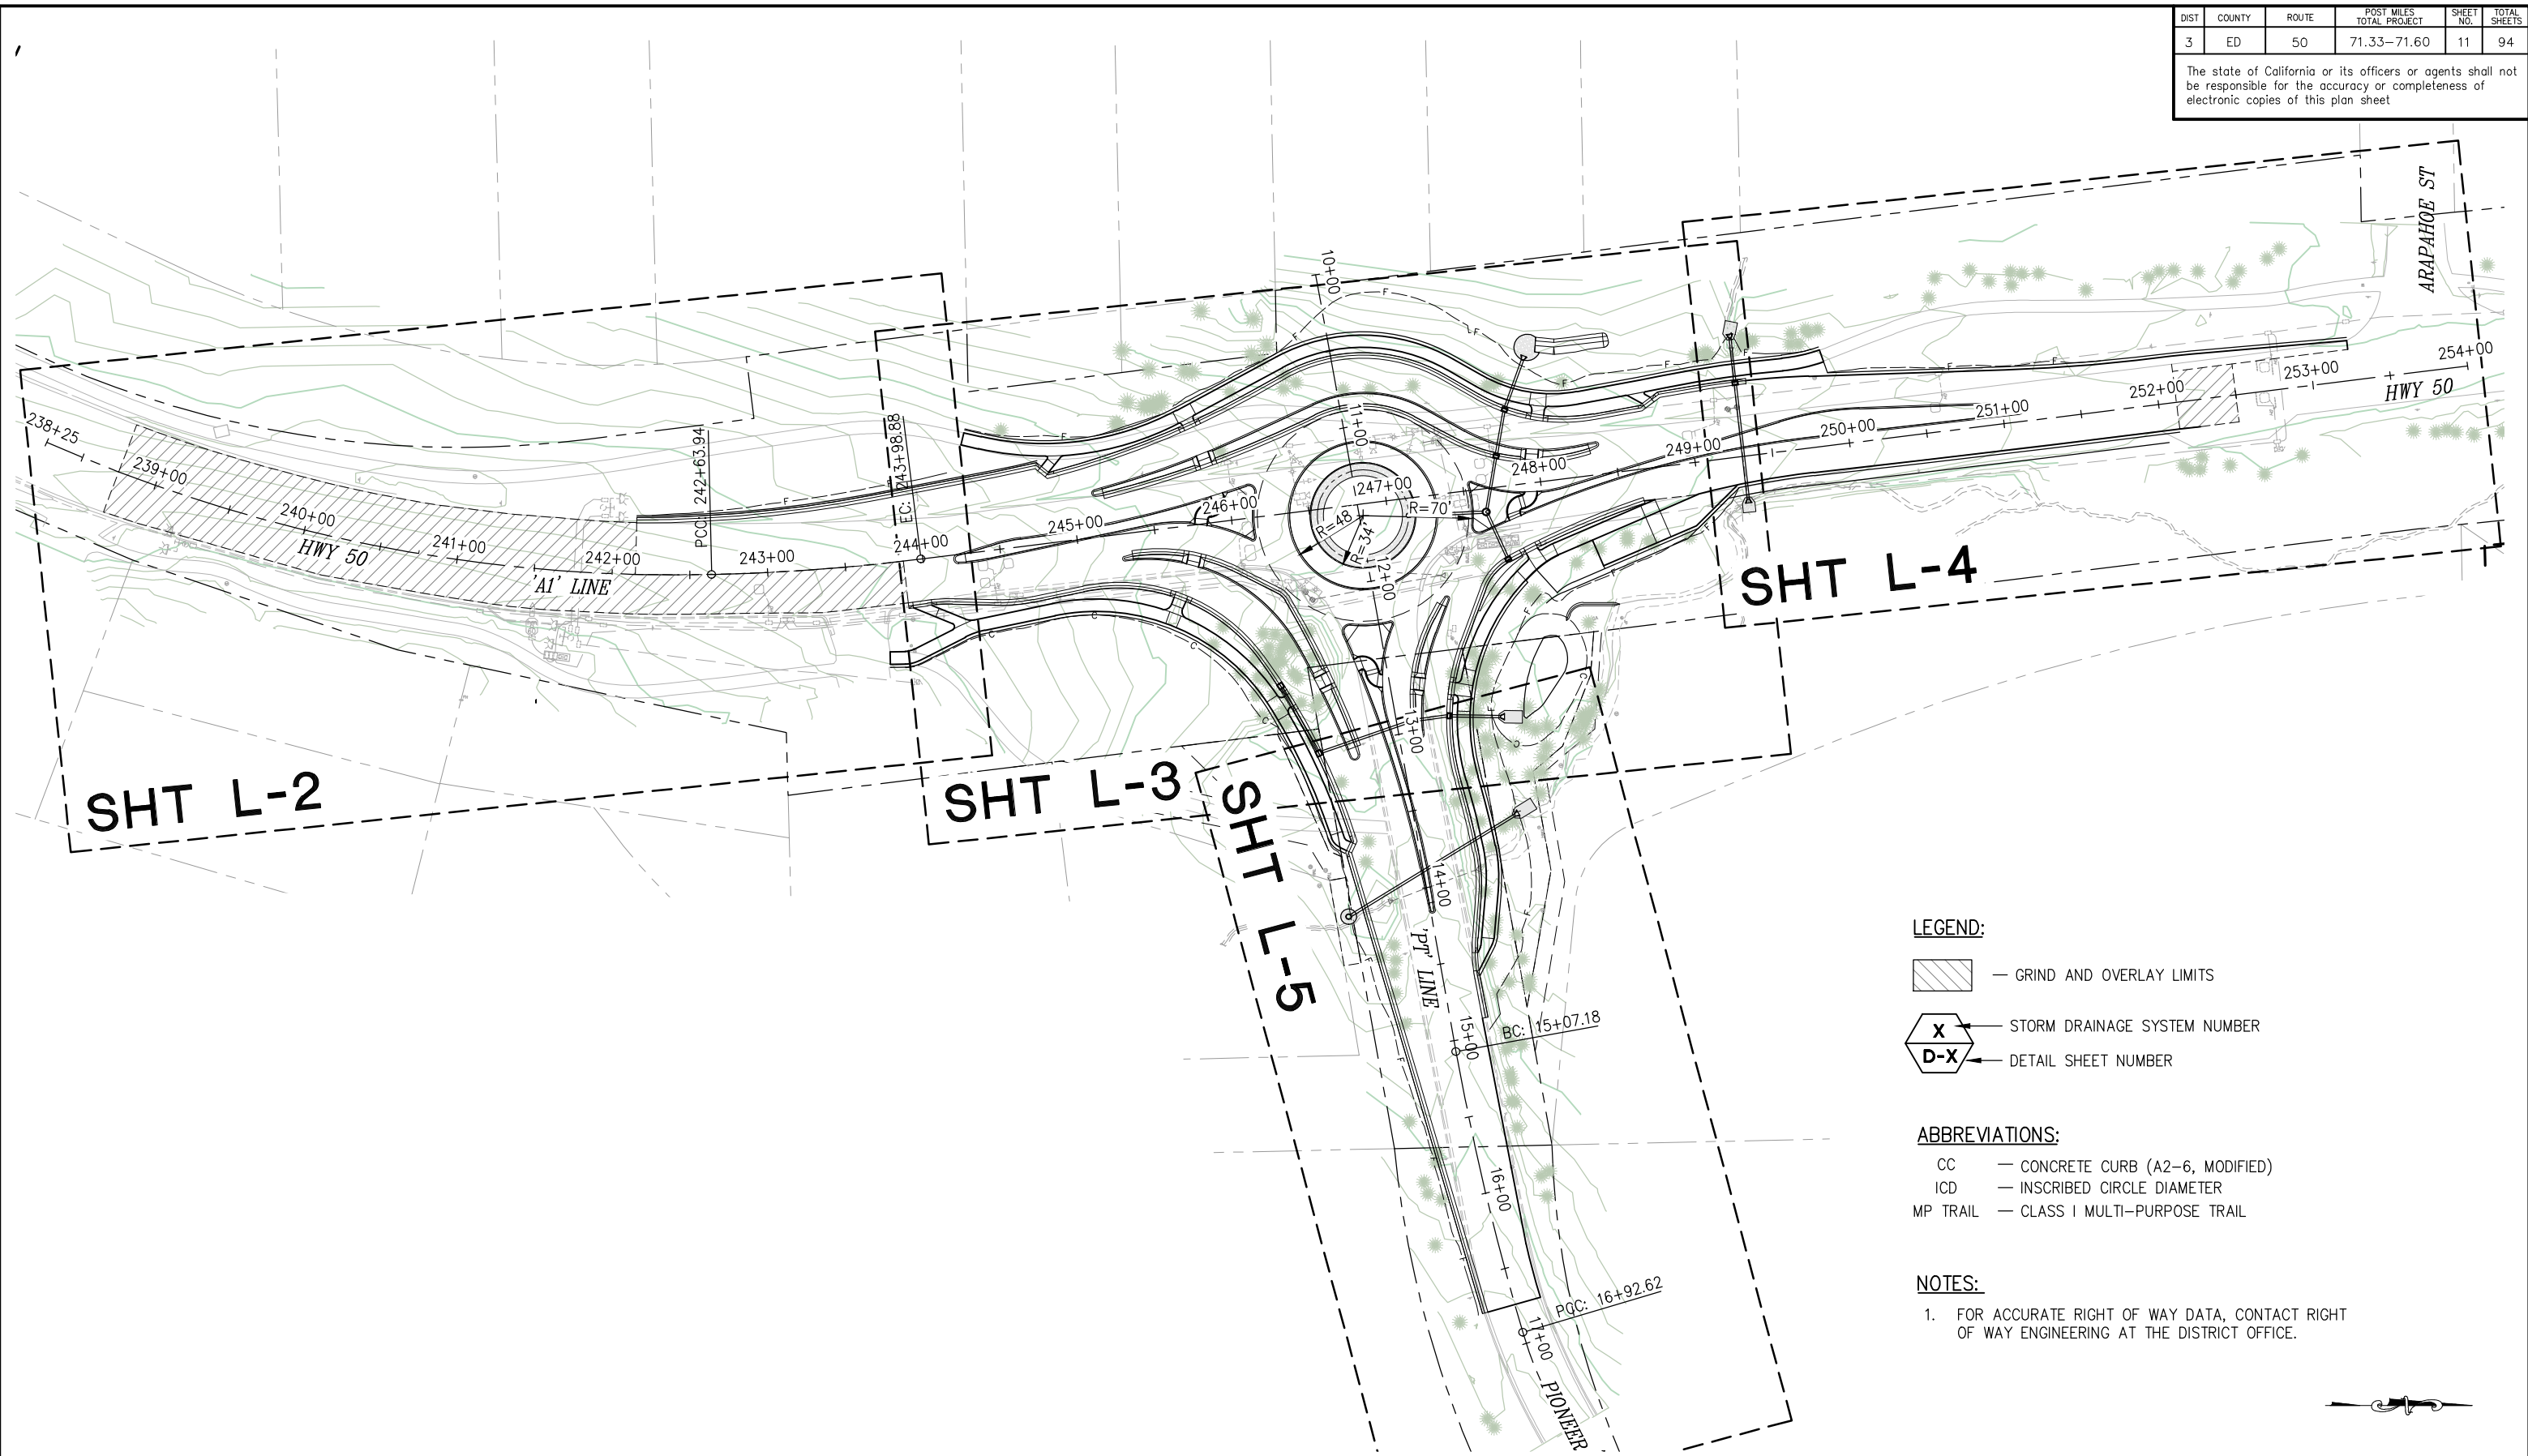 DIST COUNTY ROUTE POST MILES TOTAL PROJECT SHEET NO. TOTAL SHEETS
3 ED 50 71.33-71.60 11 94
The state of California or its officers or agents shall not
be responsible for the accuracy or completeness of
electronic copies of this plan sheet
ARAPAHOE ST
10+00
11+00
12+00
13+00
14+00
15+00
16+00
17+00
238+25
239+00
240+00
241+00
242+00
243+00
244+00
245+00
246+00
247+00
248+00
249+00
250+00
251+00
252+00
253+00
254+00
HWY 50
HWY 50
'A1' LINE
PCC: 242+63.94
EC: 243+98.88
R=48'
R=34'
R=70'
SHT L-2
SHT L-3
SHT L-4
SHT L-5
'PT' LINE
BC: 15+07.18
PCC: 16+92.62
PIONEER
LEGEND:
— GRIND AND OVERLAY LIMITS
X STORM DRAINAGE SYSTEM NUMBER
D-X DETAIL SHEET NUMBER
ABBREVIATIONS:
CC — CONCRETE CURB (A2-6, MODIFIED)
ICD — INSCRIBED CIRCLE DIAMETER
MP TRAIL — CLASS I MULTI-PURPOSE TRAIL
NOTES:
1. FOR ACCURATE RIGHT OF WAY DATA, CONTACT RIGHT
OF WAY ENGINEERING AT THE DISTRICT OFFICE.